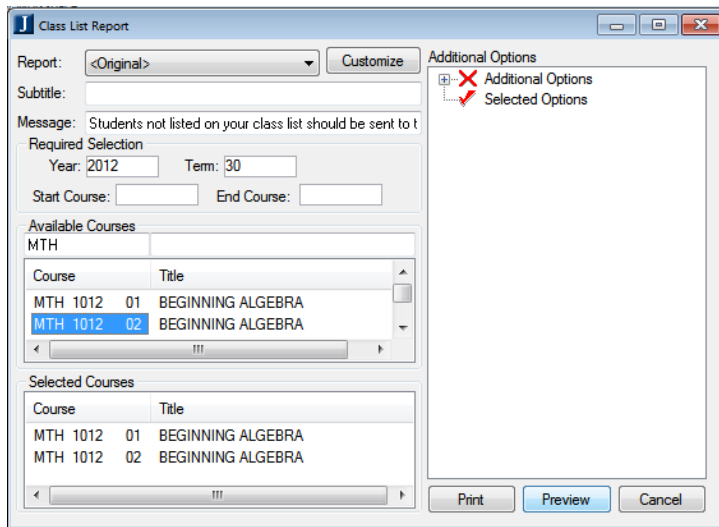 Class List Report
Report: <Original> Customize
Subtitle:
Message: Students not listed on your class list should be sent to t
Required Selection
Year: 2012 Term: 30
Start Course: End Course:
Available Courses
MTH
Course Title
MTH 1012 01 BEGINNING ALGEBRA
MTH 1012 02 BEGINNING ALGEBRA
Selected Courses
Course Title
MTH 1012 01 BEGINNING ALGEBRA
MTH 1012 02 BEGINNING ALGEBRA
Additional Options
Additional Options
Selected Options
Print Preview Cancel